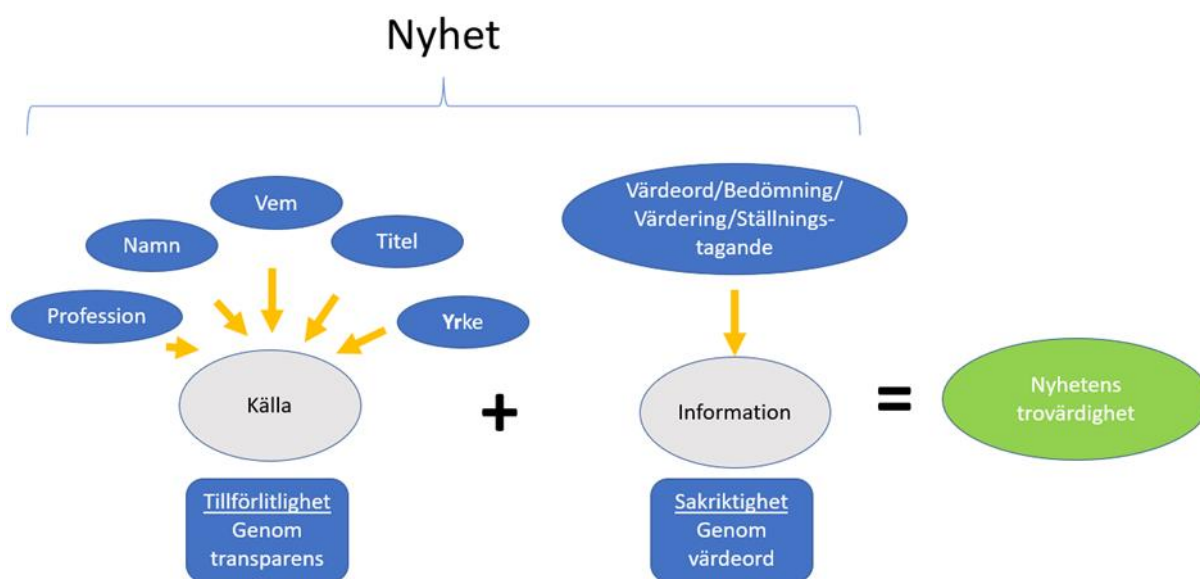 Nyhet
Vem
Namn
Titel
Profession
Yrke
Värdeord/Bedömning/
Värdering/Ställnings-
tagande
Källa
+
Information
=
Nyhetens
trovärdighet
Tillförlitlighet
Genom
transparens
Sakriktighet
Genom
värdeord